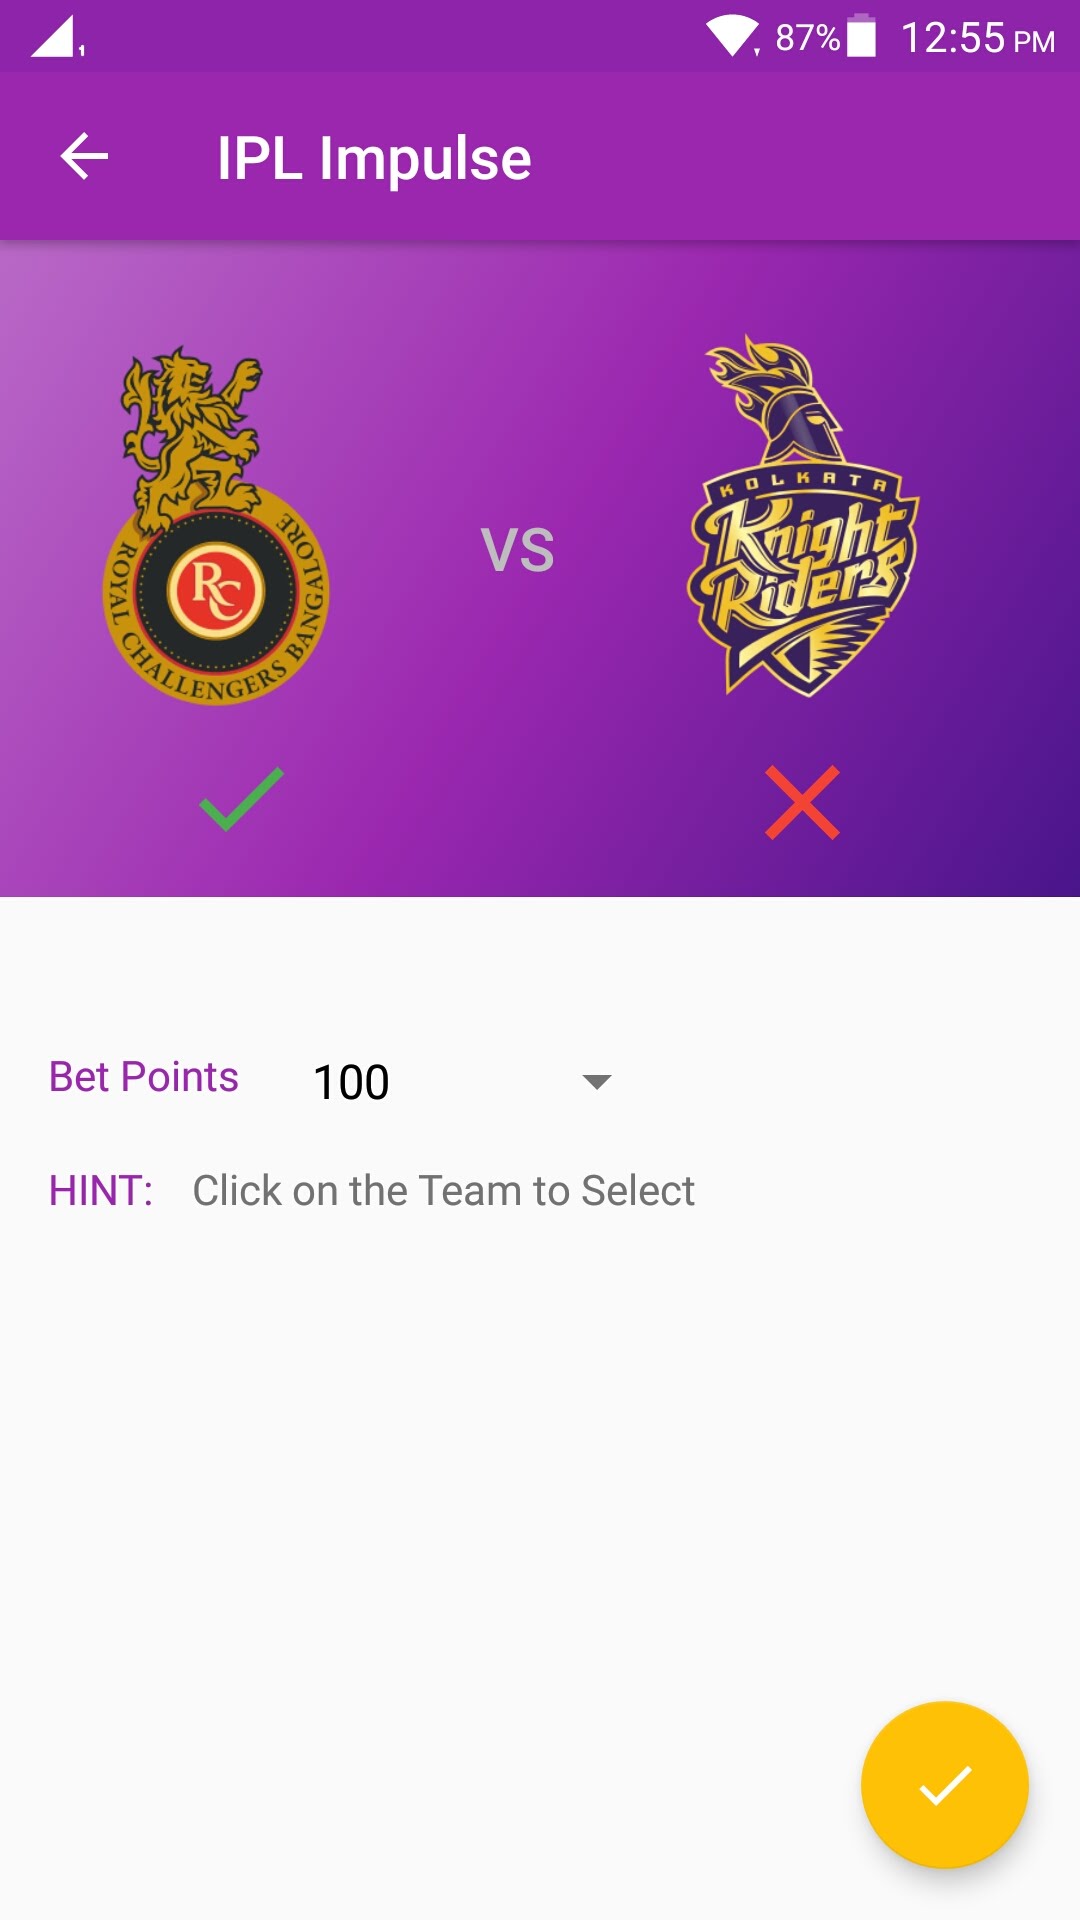 1 87% 12:55 PM
IPL Impulse
ROYAL CHALLENGERS BANGALORE
RC
VS
KOLKATA
Knight
Riders
Bet Points 100
HINT: Click on the Team to Select